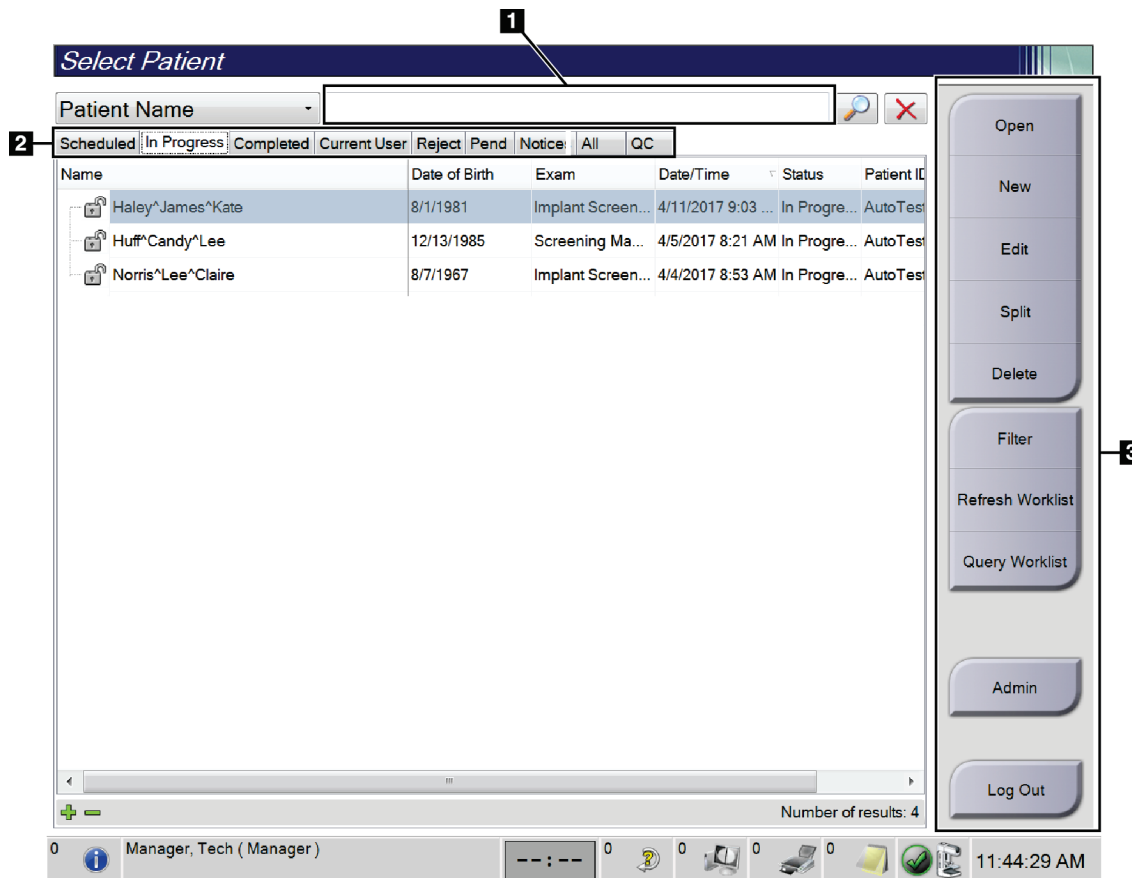 1
Select Patient
Patient Name
2
Scheduled In Progress Completed Current User Reject Pend Notice All QC
Name Date of Birth Exam Date/Time Status Patient ID
Haley^James^Kate 8/1/1981 Implant Screen... 4/11/2017 9:03 ... In Progre... AutoTest
Huff^Candy^Lee 12/13/1985 Screening Ma... 4/5/2017 8:21 AM In Progre... AutoTest
Norris^Lee^Claire 8/7/1967 Implant Screen... 4/4/2017 8:53 AM In Progre... AutoTest
Number of results: 4
Open
New
Edit
Split
Delete
Filter
3
Refresh Worklist
Query Worklist
Admin
Log Out
0 Manager, Tech ( Manager ) --:-- 0 0 0 0 11:44:29 AM